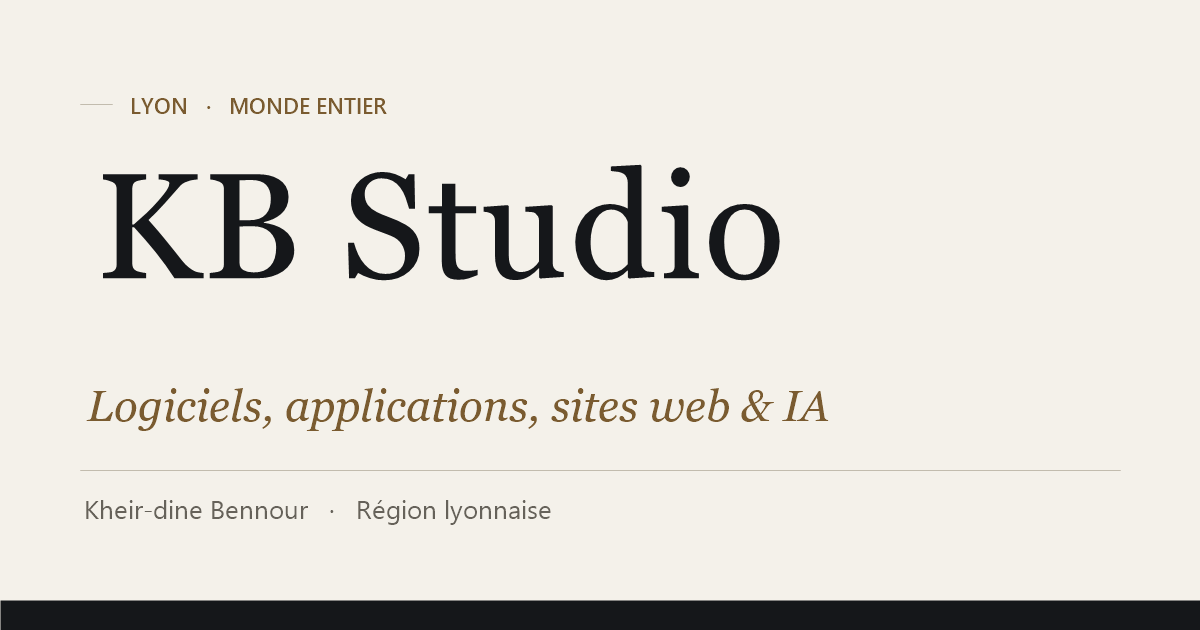 LYON · MONDE ENTIER
KB Studio
Logiciels, applications, sites web & IA
Kheir-dine Bennour · Région lyonnaise